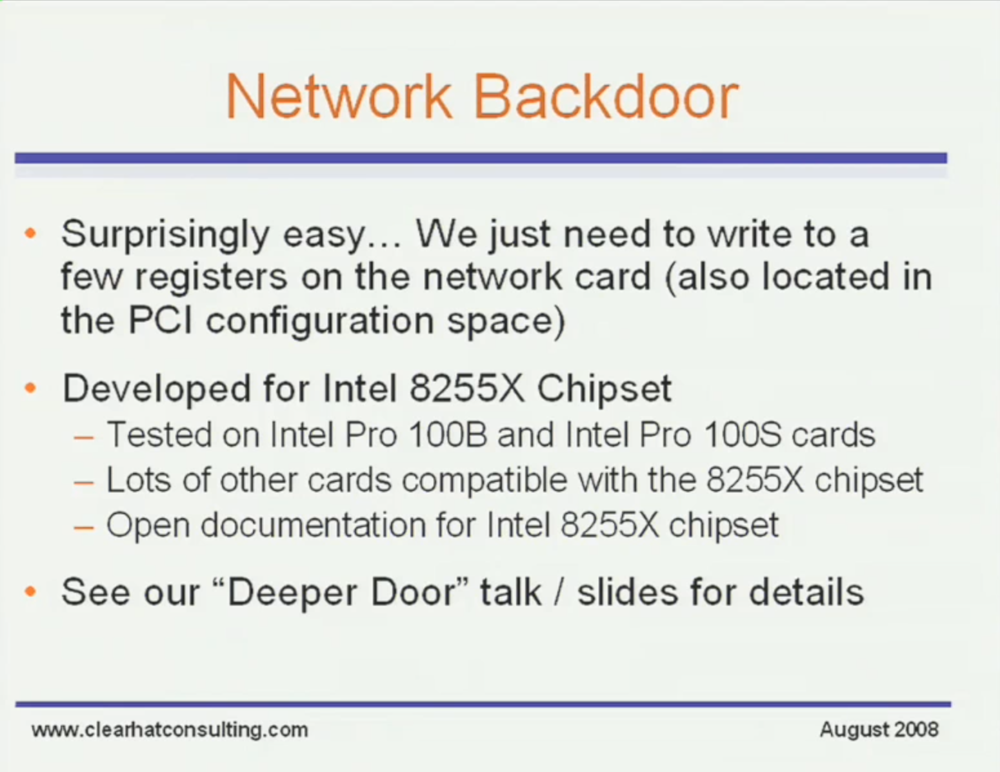 Network Backdoor
• Surprisingly easy… We just need to write to a
few registers on the network card (also located in
the PCI configuration space)
• Developed for Intel 8255X Chipset
– Tested on Intel Pro 100B and Intel Pro 100S cards
– Lots of other cards compatible with the 8255X chipset
– Open documentation for Intel 8255X chipset
• See our “Deeper Door” talk / slides for details
www.clearhatconsulting.com
August 2008